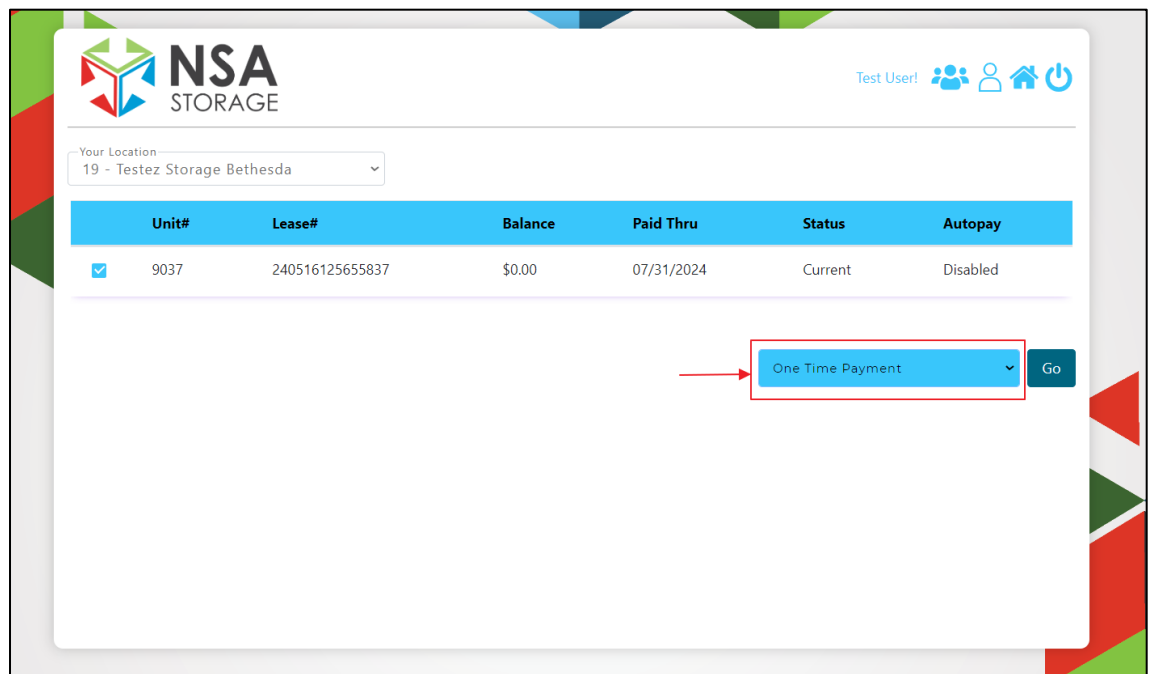 NSA
STORAGE
Test User!
Your Location
19 - Testez Storage Bethesda
Unit# Lease# Balance Paid Thru Status Autopay
9037 240516125655837 $0.00 07/31/2024 Current Disabled
One Time Payment
Go